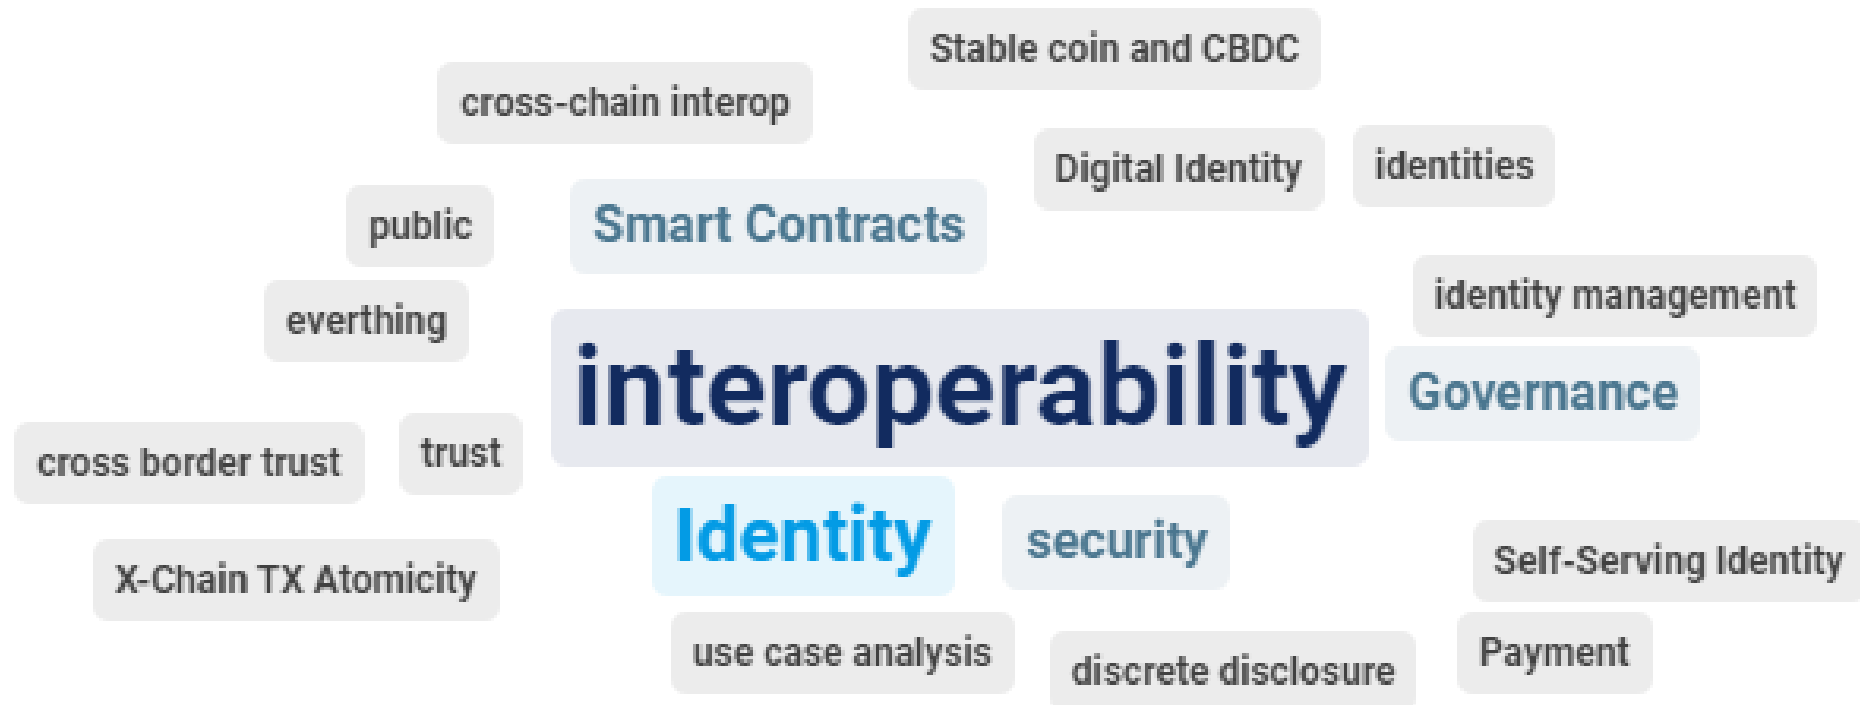 Stable coin and CBDC
cross-chain interop
Digital Identity
identities
public
Smart Contracts
identity management
everthing
interoperability
Governance
cross border trust
trust
Identity
security
X-Chain TX Atomicity
Self-Serving Identity
use case analysis
discrete disclosure
Payment